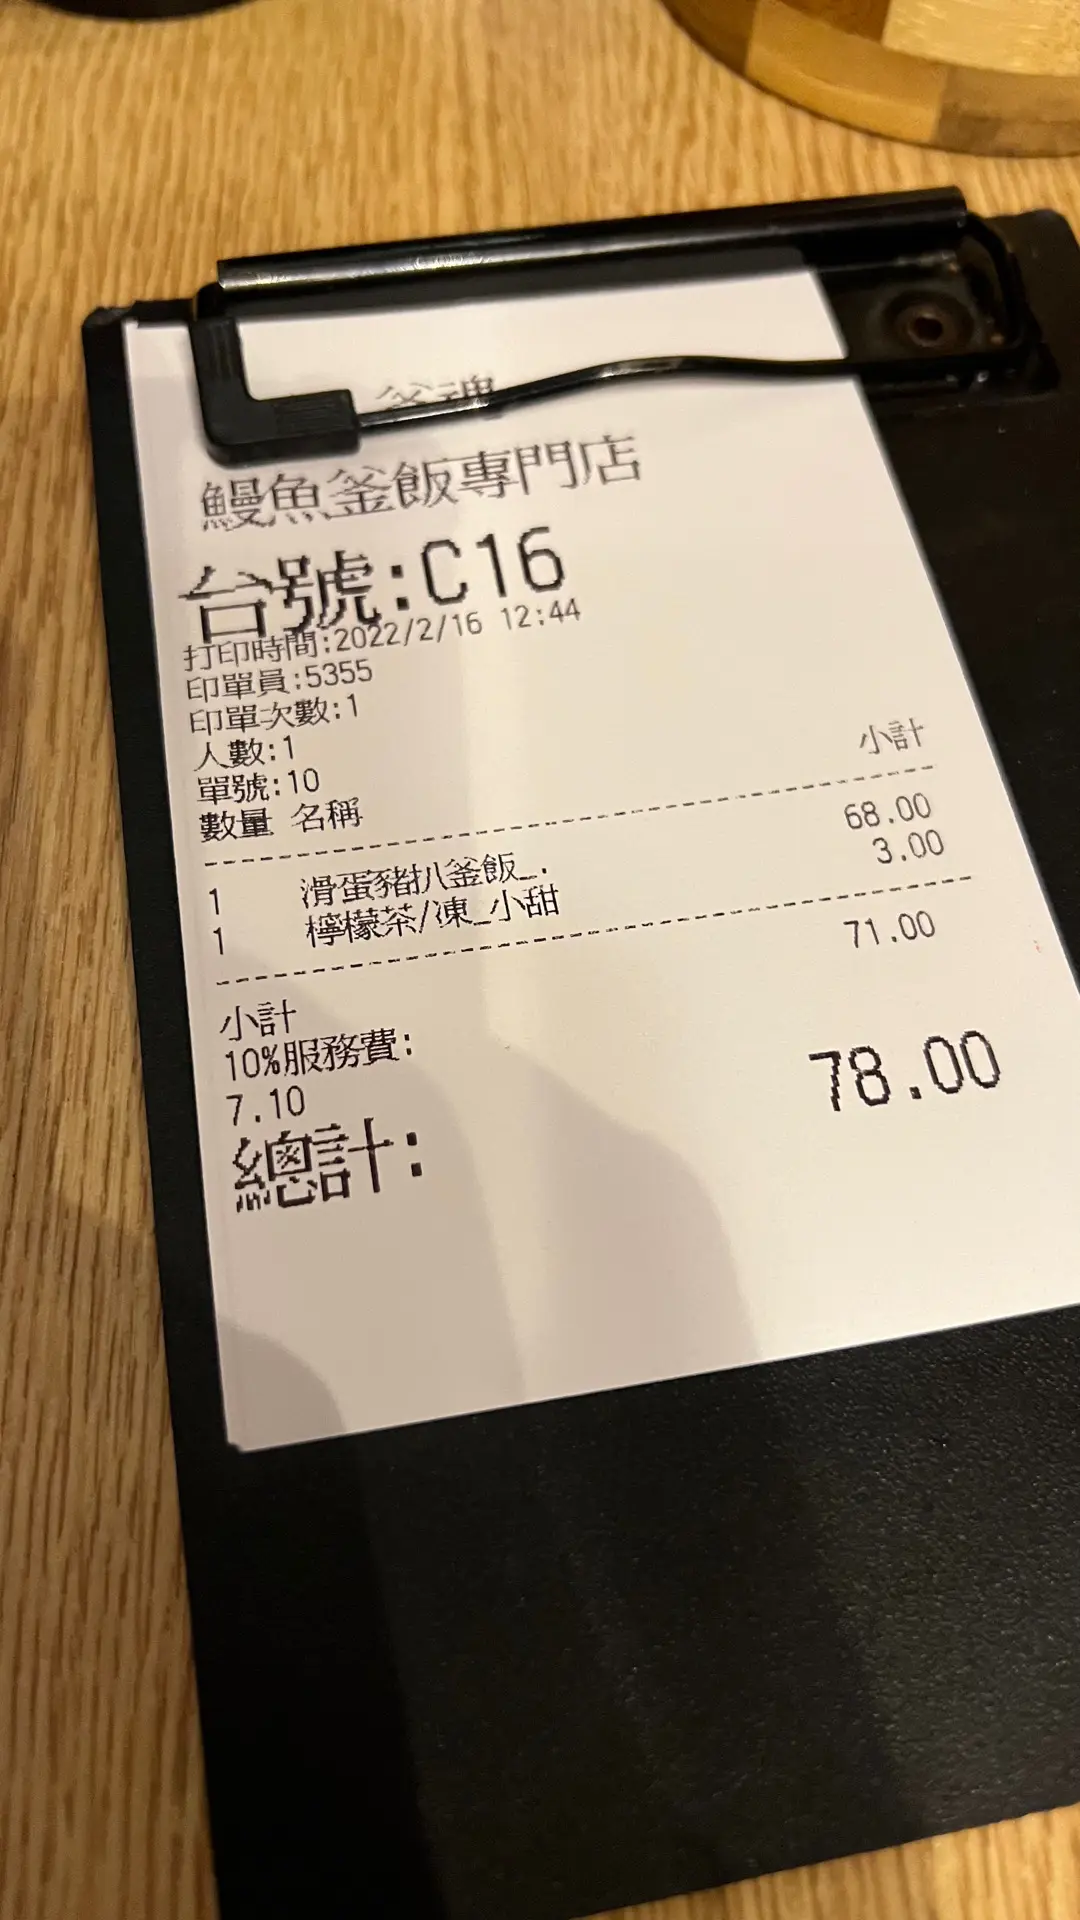 釜魂
鰻魚釜飯專門店
台號:C16
打印時間:2022/2/16 12:44
印單員:5355
印單次數:1
人數:1
單號:10
數量 名稱 小計
1 滑蛋豬扒釜飯_. 68.00
1 檸檬茶/凍_小甜 3.00
小計 71.00
10%服務費:
7.10
總計: 78.00